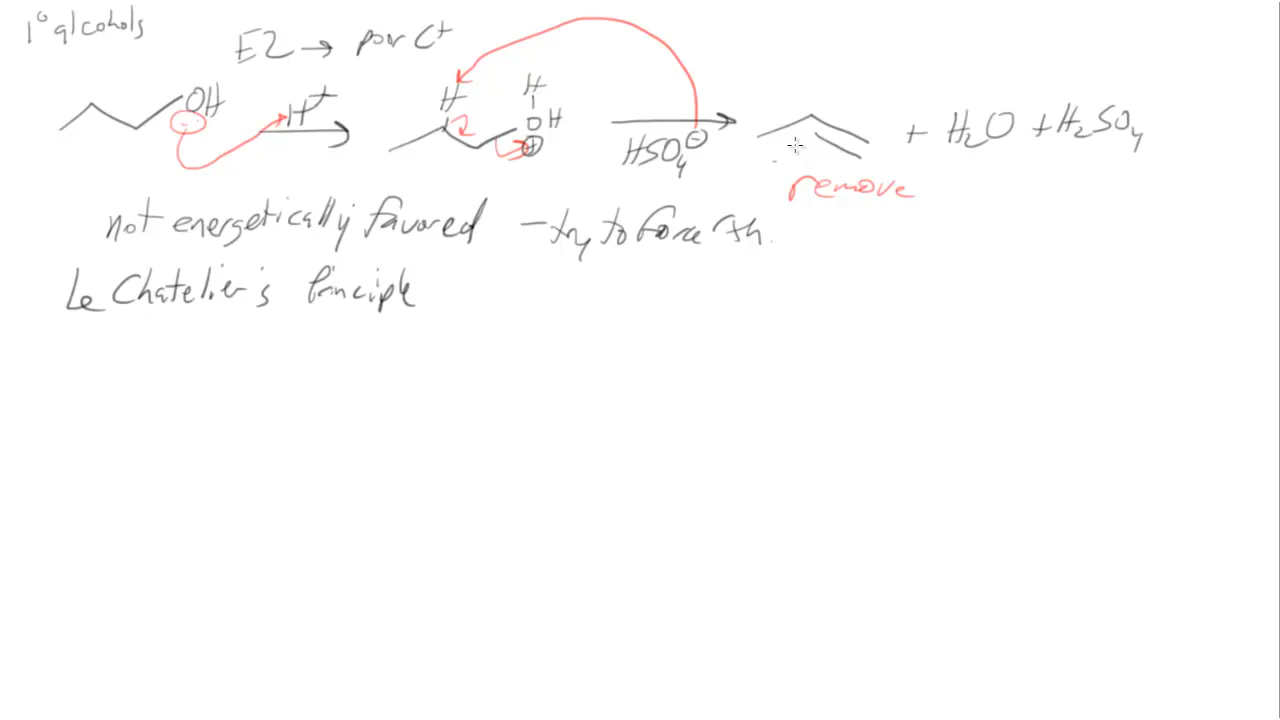 1° alcohols
E2 → poor C+
OH H+ H H OH + HSO4⊖ + H2O + H2SO4
remove
not energetically favored - try to force rxn
Le Chatelier's Principle